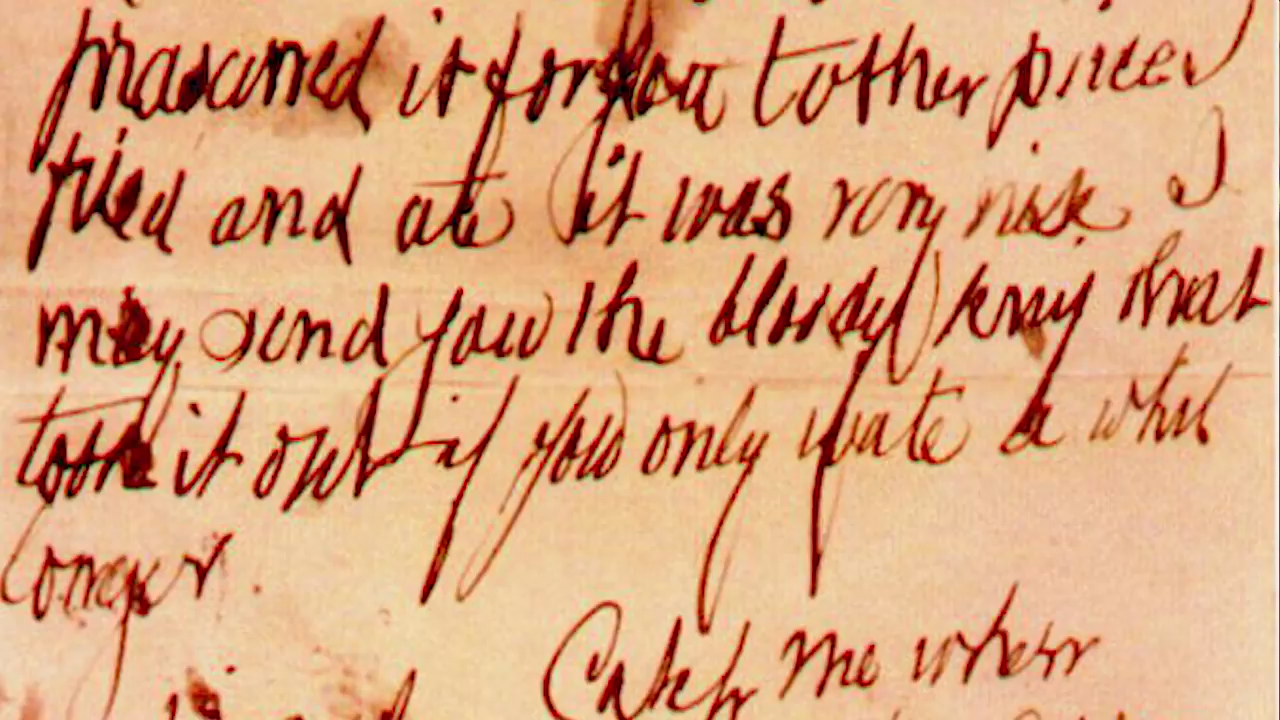 prasarved it for you tother piece I
fried and ate it was very nise I
may send you the bloody knif that
took it out if you only wate a whil
longer.
Catch me when